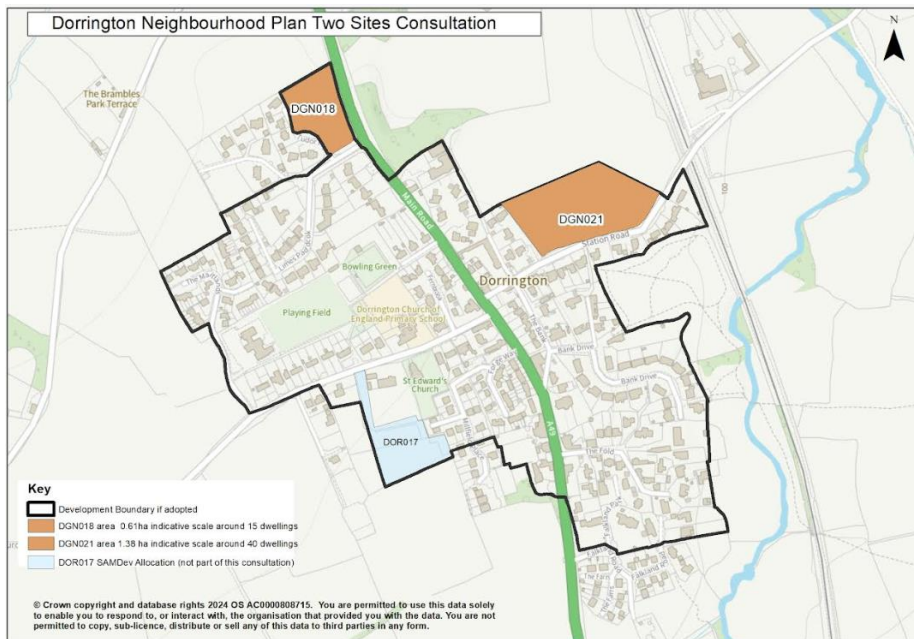 Dorrington Neighbourhood Plan Two Sites Consultation
N
The Brambles
Park Terrace
DGN018
Main Road
DGN021
Station Road
100
Limes Paddock
Bowling Green
Dorrington
Playing Field
Dorrington Church of
England Primary School
The Bank
Bank Drive
Bank Drive
St Edward's
Church
DOR017
A49
The Fold
Falkland
Key
Development Boundary if adopted
DGN018 area 0.61ha indicative scale around 15 dwellings
DGN021 area 1.38 ha indicative scale around 40 dwellings
DOR017 SAMDev Allocation (not part of this consultation)
© Crown copyright and database rights 2024 OS AC0000808715. You are permitted to use this data solely
to enable you to respond to, or interact with, the organisation that provided you with the data. You are not
permitted to copy, sub-licence, distribute or sell any of this data to third parties in any form.